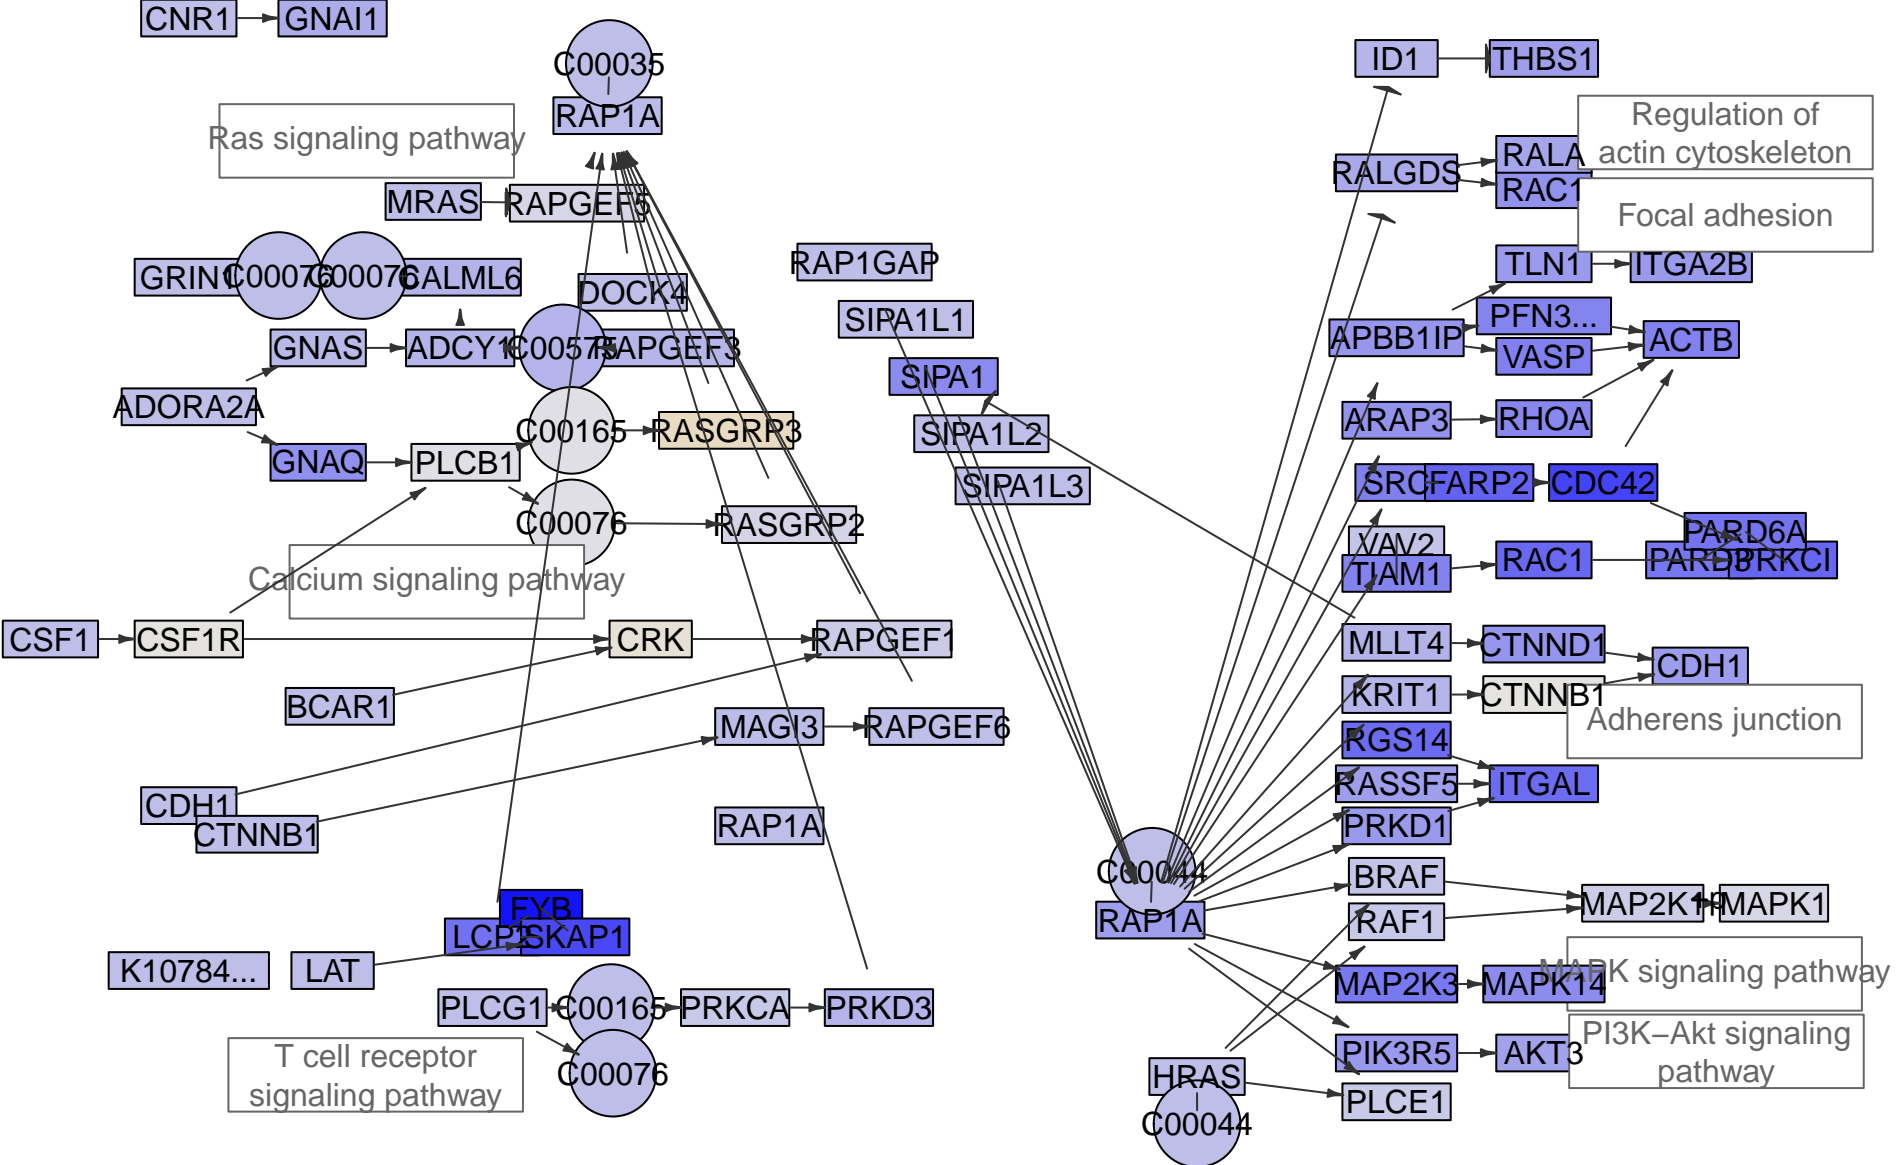 CNR1
GNAI1
C00035
RAP1A
Ras signaling pathway
MRAS
RAPGEF5
GRIN1
C00076
C00076
CALML6
DOCK4
GNAS
ADCY1
C00575
RAPGEF3
ADORA2A
GNAQ
PLCB1
C00165
RASGRP3
C00076
RASGRP2
Calcium signaling pathway
CSF1
CSF1R
CRK
RAPGEF1
BCAR1
MAGI3
RAPGEF6
CDH1
CTNNB1
RAP1A
FYB
LCP2
SKAP1
K10784...
LAT
PLCG1
C00165
PRKCA
PRKD3
C00076
T cell receptor
signaling pathway
RAP1GAP
SIPA1L1
SIPA1
SIPA1L2
SIPA1L3
C00044
RAP1A
HRAS
C00044
ID1
THBS1
Regulation of
actin cytoskeleton
RALGDS
RALA
RAC1
Focal adhesion
TLN1
ITGA2B
APBB1IP
PFN3...
VASP
ACTB
ARAP3
RHOA
SRC
FARP2
CDC42
VAV2
TIAM1
RAC1
PARD6A
PARD3
PRKCI
MLLT4
CTNND1
CDH1
KRIT1
CTNNB1
Adherens junction
RGS14
RASSF5
ITGAL
PRKD1
BRAF
RAF1
MAP2K1
+p
MAPK1
MAPK signaling pathway
MAP2K3
MAPK14
PIK3R5
AKT3
PI3K−Akt signaling
pathway
PLCE1